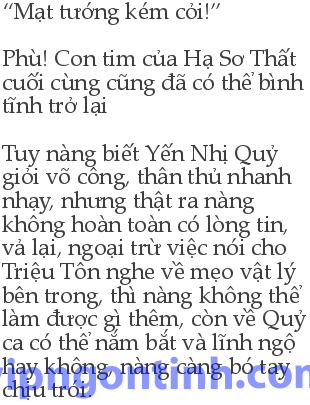 “Mạt tướng kém cỏi!”
Phù! Con tim của Hạ Sơ Thất
cuối cùng cũng đã có thể bình
tĩnh trở lại
Tuy nàng biết Yến Nhị Quỷ
giỏi võ công, thân thủ nhanh
nhạy, nhưng thật ra nàng
không hoàn toàn có lòng tin,
vả lại, ngoại trừ việc nói cho
Triệu Tôn nghe về mẹo vật lý
bên trong, thì nàng không thể
làm được gì thêm, còn về Quỷ
ca có thể nắm bắt và lĩnh ngộ
hay không, nàng càng bó tay
chịu trói.
vipngontinh.com